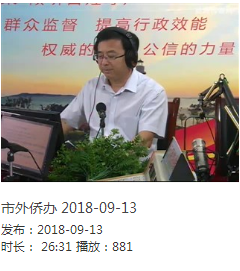 群众监督 提高行政效能
权威的 公信的力量
市外侨办 2018-09-13
发布：2018-09-13
时长： 26:31 播放：881